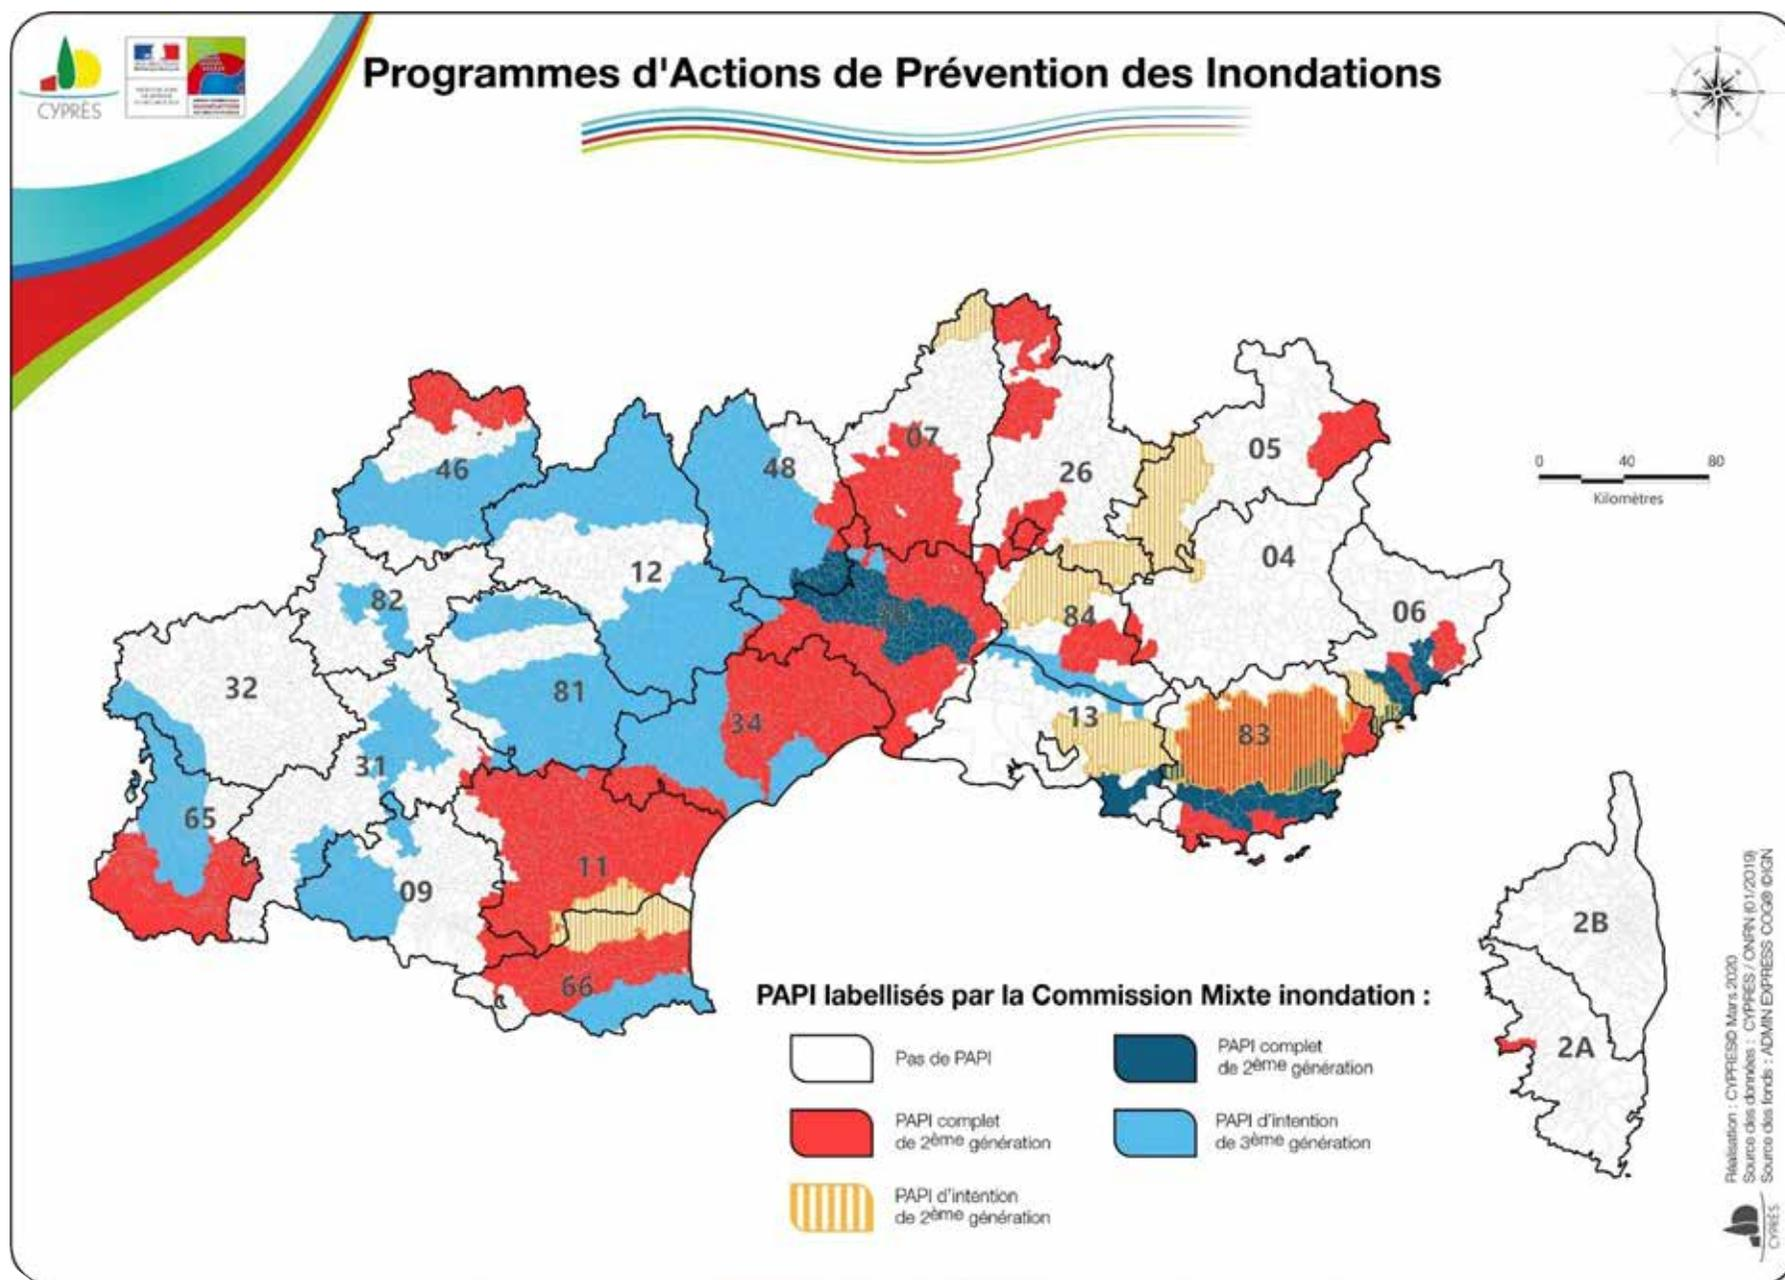 CYPRÈS
Programmes d'Actions de Prévention des Inondations
N
07
05
46
48
26
0 40 80
Kilomètres
12
04
82
84
06
32
81
34
13
83
31
65
11
09
66
2B
2A
PAPI labellisés par la Commission Mixte inondation :
Pas de PAPI
PAPI complet
de 2ème génération
PAPI d'intention
de 2ème génération
PAPI complet
de 2ème génération
PAPI d'intention
de 3ème génération
Réalisation : CYPRES© Mars 2020
Source des données : CYPRES / ONRN (01/2019)
Source des fonds : ADMIN EXPRESS COG® ©IGN
CYPRÈS